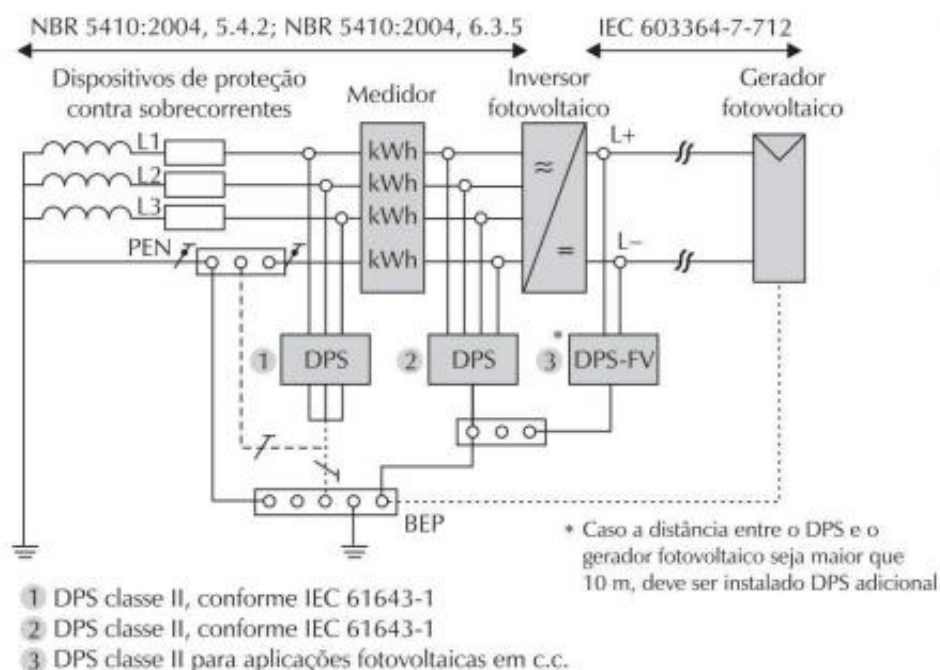 NBR 5410:2004, 5.4.2; NBR 5410:2004, 6.3.5
IEC 603364-7-712
Dispositivos de proteção
contra sobrecorrentes
Medidor
Inversor
fotovoltaico
Gerador
fotovoltaico
L1
L2
L3
PEN
kWh
kWh
kWh
kWh
≈
=
L+
L−
1 DPS
2 DPS
3 DPS-FV
*
BEP
* Caso a distância entre o DPS e o
gerador fotovoltaico seja maior que
10 m, deve ser instalado DPS adicional
1 DPS classe II, conforme IEC 61643-1
2 DPS classe II, conforme IEC 61643-1
3 DPS classe II para aplicações fotovoltaicas em c.c.